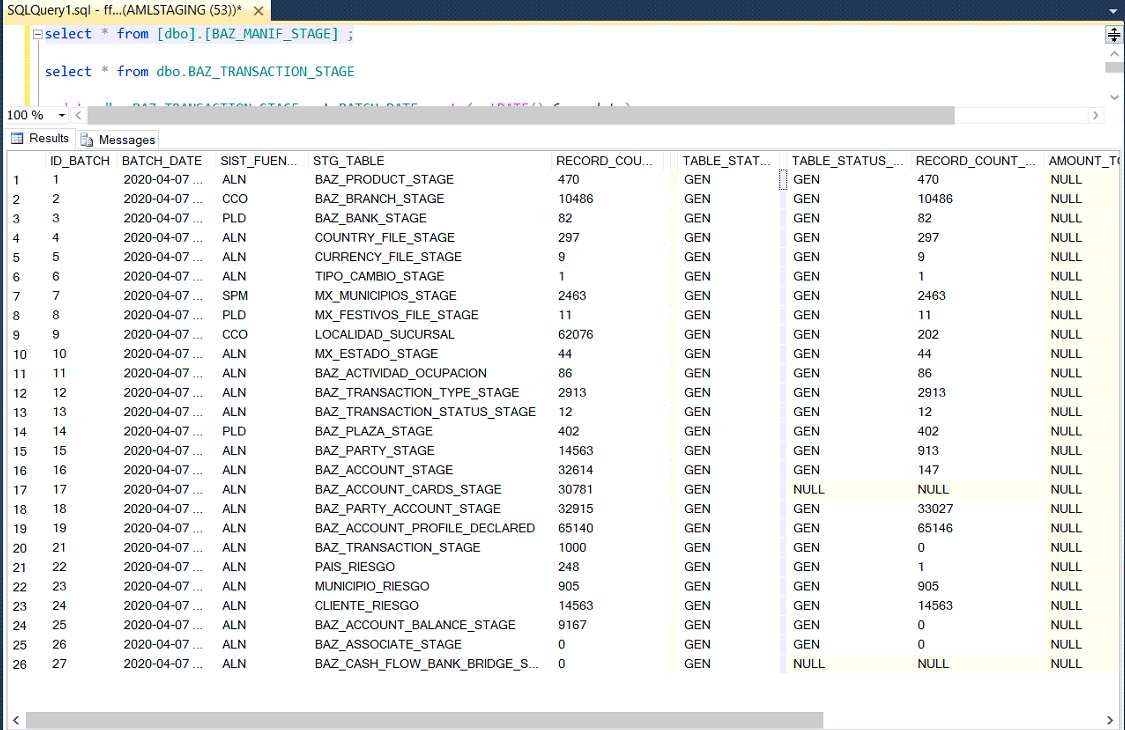 SQLQuery1.sql - ff...(AMLSTAGING (53))* ✕
select * from [dbo].[BAZ_MANIF_STAGE] ;
select * from dbo.BAZ_TRANSACTION_STAGE
100 %
Results Messages
ID_BATCH BATCH_DATE SIST_FUEN... STG_TABLE RECORD_COU... TABLE_STAT... TABLE_STATUS_... RECORD_COUNT_... AMOUNT_TO
1 1 2020-04-07 ... ALN BAZ_PRODUCT_STAGE 470 GEN GEN 470 NULL
2 2 2020-04-07 ... CCO BAZ_BRANCH_STAGE 10486 GEN GEN 10486 NULL
3 3 2020-04-07 ... PLD BAZ_BANK_STAGE 82 GEN GEN 82 NULL
4 4 2020-04-07 ... ALN COUNTRY_FILE_STAGE 297 GEN GEN 297 NULL
5 5 2020-04-07 ... ALN CURRENCY_FILE_STAGE 9 GEN GEN 9 NULL
6 6 2020-04-07 ... ALN TIPO_CAMBIO_STAGE 1 GEN GEN 1 NULL
7 7 2020-04-07 ... SPM MX_MUNICIPIOS_STAGE 2463 GEN GEN 2463 NULL
8 8 2020-04-07 ... PLD MX_FESTIVOS_FILE_STAGE 11 GEN GEN 11 NULL
9 9 2020-04-07 ... CCO LOCALIDAD_SUCURSAL 62076 GEN GEN 202 NULL
10 10 2020-04-07 ... ALN MX_ESTADO_STAGE 44 GEN GEN 44 NULL
11 11 2020-04-07 ... ALN BAZ_ACTIVIDAD_OCUPACION 86 GEN GEN 86 NULL
12 12 2020-04-07 ... ALN BAZ_TRANSACTION_TYPE_STAGE 2913 GEN GEN 2913 NULL
13 13 2020-04-07 ... ALN BAZ_TRANSACTION_STATUS_STAGE 12 GEN GEN 12 NULL
14 14 2020-04-07 ... PLD BAZ_PLAZA_STAGE 402 GEN GEN 402 NULL
15 15 2020-04-07 ... ALN BAZ_PARTY_STAGE 14563 GEN GEN 913 NULL
16 16 2020-04-07 ... ALN BAZ_ACCOUNT_STAGE 32614 GEN GEN 147 NULL
17 17 2020-04-07 ... ALN BAZ_ACCOUNT_CARDS_STAGE 30781 GEN NULL NULL NULL
18 18 2020-04-07 ... ALN BAZ_PARTY_ACCOUNT_STAGE 32915 GEN GEN 33027 NULL
19 19 2020-04-07 ... ALN BAZ_ACCOUNT_PROFILE_DECLARED 65140 GEN GEN 65146 NULL
20 21 2020-04-07 ... ALN BAZ_TRANSACTION_STAGE 1000 GEN GEN 0 NULL
21 22 2020-04-07 ... ALN PAIS_RIESGO 248 GEN GEN 1 NULL
22 23 2020-04-07 ... ALN MUNICIPIO_RIESGO 905 GEN GEN 905 NULL
23 24 2020-04-07 ... ALN CLIENTE_RIESGO 14563 GEN GEN 14563 NULL
24 25 2020-04-07 ... ALN BAZ_ACCOUNT_BALANCE_STAGE 9167 GEN GEN 0 NULL
25 26 2020-04-07 ... ALN BAZ_ASSOCIATE_STAGE 0 GEN GEN 0 NULL
26 27 2020-04-07 ... ALN BAZ_CASH_FLOW_BANK_BRIDGE_S... 0 GEN NULL NULL NULL